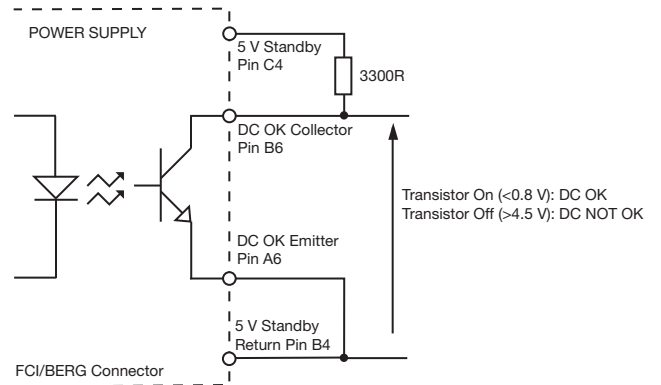 POWER SUPPLY
5 V Standby
Pin C4
3300R
DC OK Collector
Pin B6
Transistor On (<0.8 V): DC OK
Transistor Off (>4.5 V): DC NOT OK
DC OK Emitter
Pin A6
5 V Standby
Return Pin B4
FCI/BERG Connector